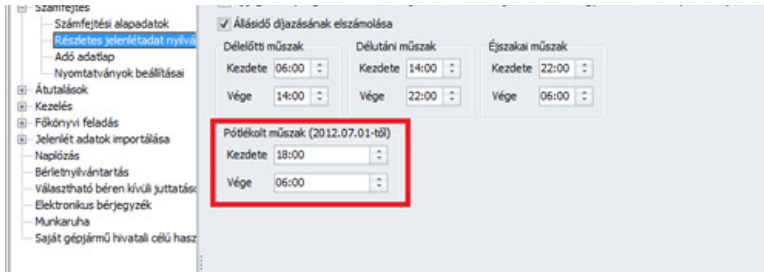 Számfejtés
Számfejtési alapadatok
Részletes jelenlétadat nyilvá
Adó adatlap
Nyomtatványok beállításai
Átutalások
Kezelés
Főkönyvi feladás
Jelenlét adatok importálása
Naplózás
Bérletnyilvántartás
Választható béren kívüli juttatáso
Elektronikus bérjegyzék
Munkaruha
Saját gépjármű hivatali célú hasz
Állásidő díjazásának elszámolása
Délelőtti műszak
Kezdete 06:00
Vége 14:00
Délutáni műszak
Kezdete 14:00
Vége 22:00
Éjszakai műszak
Kezdete 22:00
Vége 06:00
Pótlékolt műszak (2012.07.01-től)
Kezdete 18:00
Vége 06:00